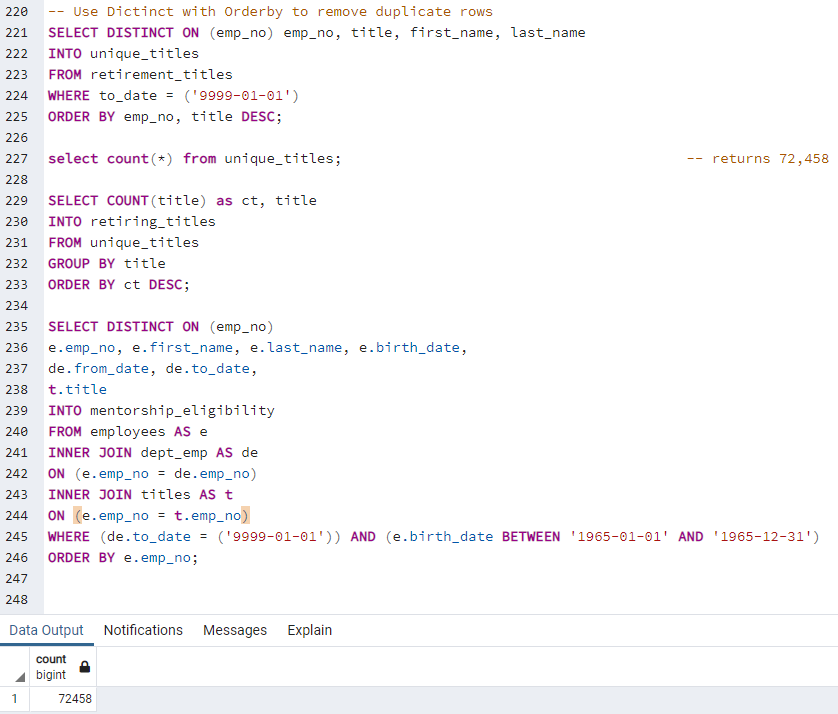 220 -- Use Dictinct with Orderby to remove duplicate rows
221 SELECT DISTINCT ON (emp_no) emp_no, title, first_name, last_name
222 INTO unique_titles
223 FROM retirement_titles
224 WHERE to_date = ('9999-01-01')
225 ORDER BY emp_no, title DESC;
226
227 select count(*) from unique_titles; -- returns 72,458
228
229 SELECT COUNT(title) as ct, title
230 INTO retiring_titles
231 FROM unique_titles
232 GROUP BY title
233 ORDER BY ct DESC;
234
235 SELECT DISTINCT ON (emp_no)
236 e.emp_no, e.first_name, e.last_name, e.birth_date,
237 de.from_date, de.to_date,
238 t.title
239 INTO mentorship_eligibility
240 FROM employees AS e
241 INNER JOIN dept_emp AS de
242 ON (e.emp_no = de.emp_no)
243 INNER JOIN titles AS t
244 ON (e.emp_no = t.emp_no)
245 WHERE (de.to_date = ('9999-01-01')) AND (e.birth_date BETWEEN '1965-01-01' AND '1965-12-31')
246 ORDER BY e.emp_no;
247
248
Data Output Notifications Messages Explain
count
bigint
1 72458